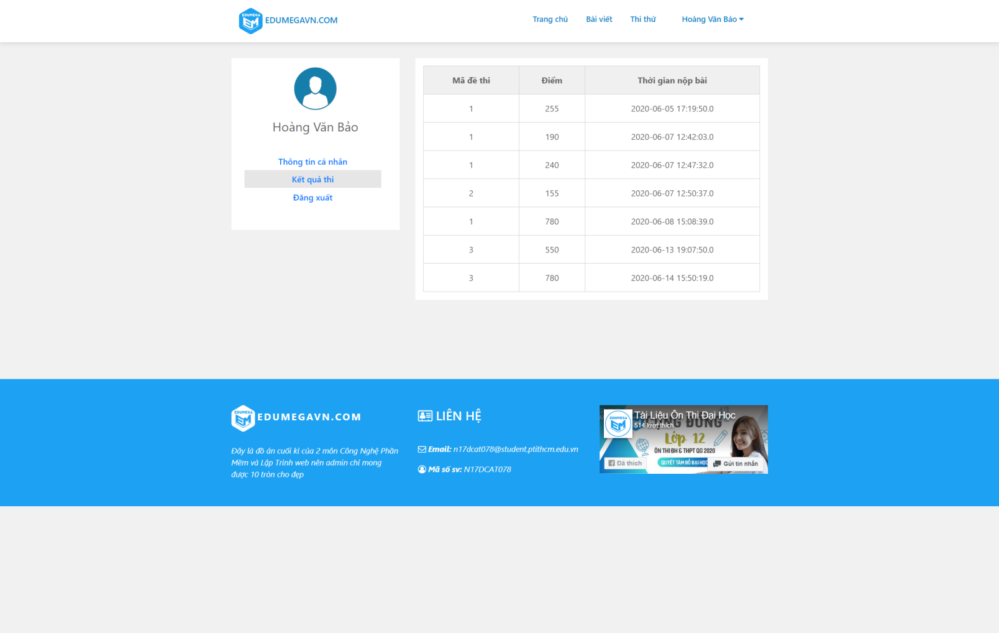 EDUMEGA
EM
EDUMEGAVN.COM
Trang chủ
Bài viết
Thi thử
Hoàng Văn Bảo
Hoàng Văn Bảo
Thông tin cá nhân
Kết quả thi
Đăng xuất
Mã đề thi Điểm Thời gian nộp bài
1 255 2020-06-05 17:19:50.0
1 190 2020-06-07 12:42:03.0
1 240 2020-06-07 12:47:32.0
2 155 2020-06-07 12:50:37.0
1 780 2020-06-08 15:08:39.0
3 550 2020-06-13 19:07:50.0
3 780 2020-06-14 15:50:19.0
EDUMEGA
EM
EDUMEGAVN.COM
Đây là đồ án cuối kì của 2 môn Công Nghệ Phần
Mềm và Lập Trình web nên admin chỉ mong
được 10 tròn cho đẹp
LIÊN HỆ
Email: n17dcat078@student.ptithcm.edu.vn
Mã số sv: N17DCAT078
EDUMEGA
EM
Tài Liệu Ôn Thi Đại Học
514 lượt thích
Lớp 12
ÔN THI ĐH & THPT QG 2020
QUYẾT TÂM ĐỖ ĐẠI HỌC
Đã thích
Gửi tin nhắn